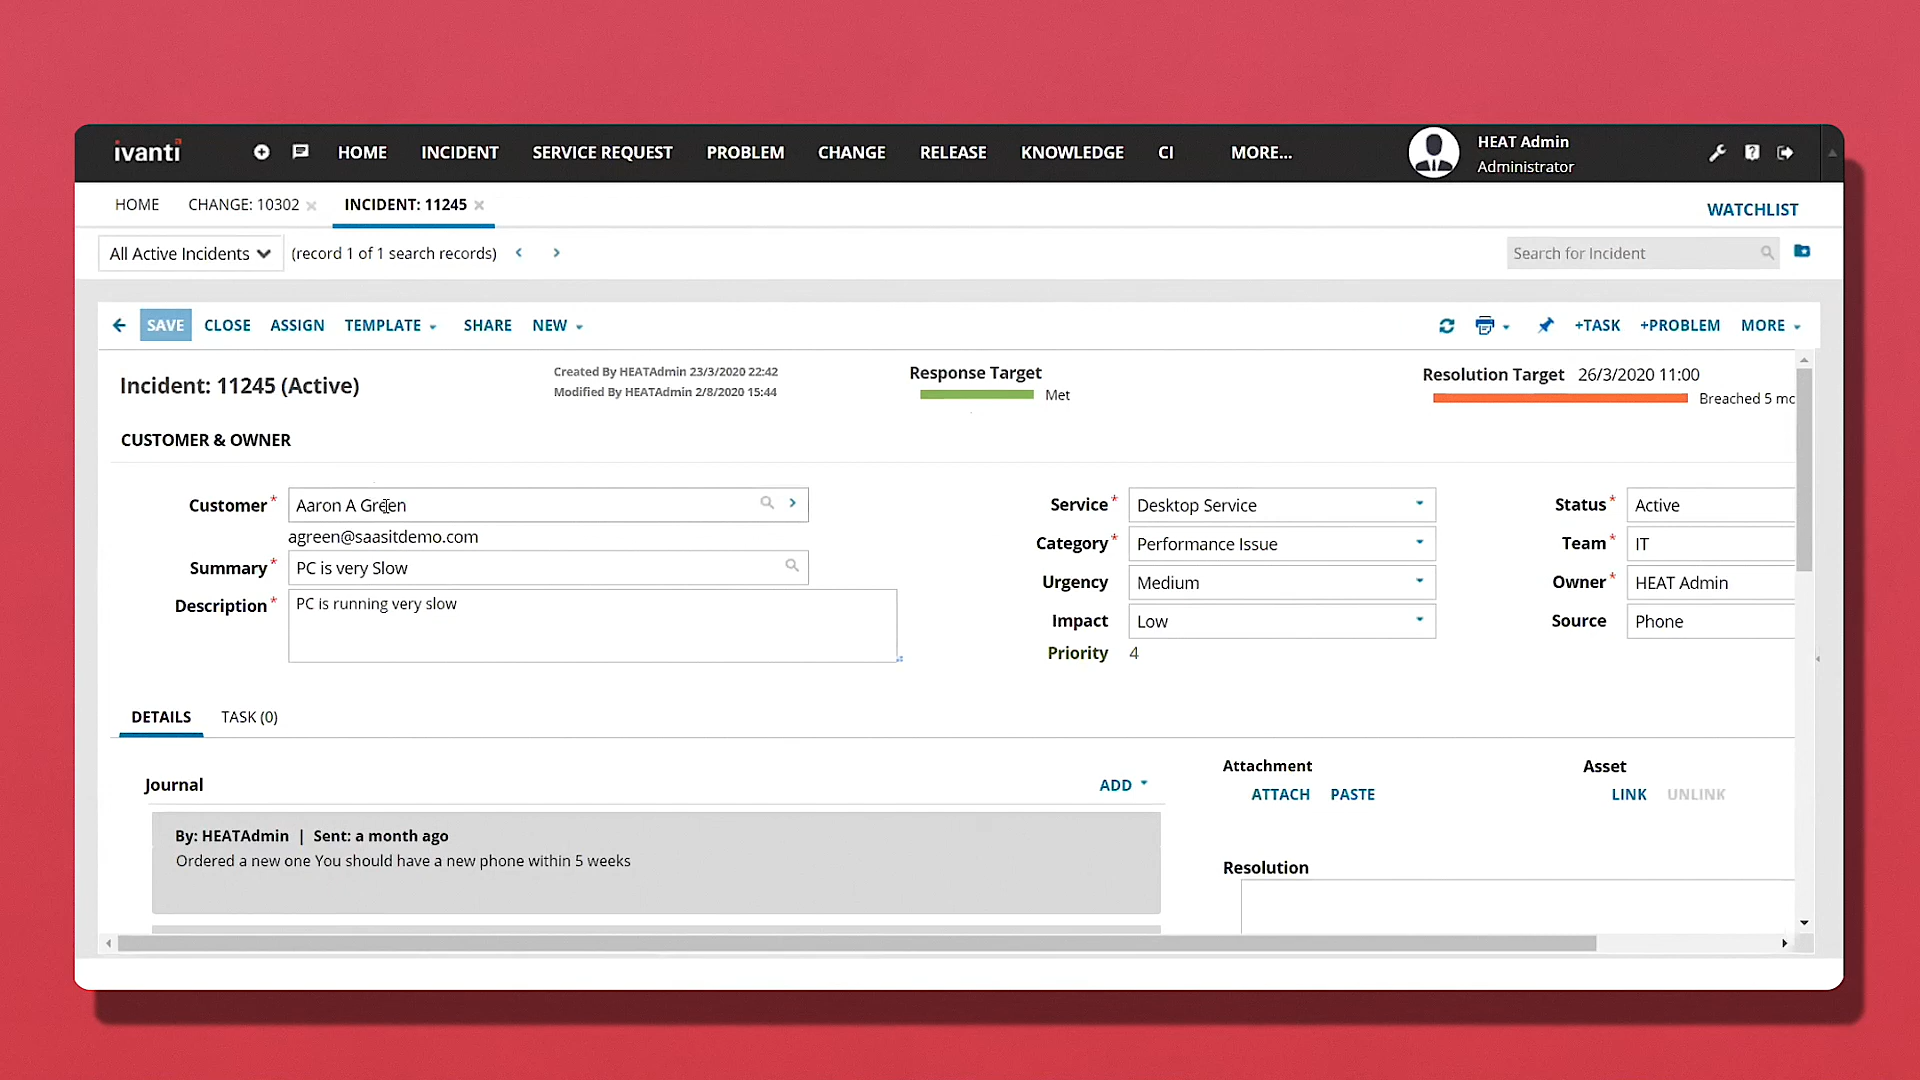 ivanti
HOME INCIDENT SERVICE REQUEST PROBLEM CHANGE RELEASE KNOWLEDGE CI MORE...
HEAT Admin
Administrator
HOME CHANGE: 10302 INCIDENT: 11245
WATCHLIST
All Active Incidents (record 1 of 1 search records)
Search for Incident
SAVE CLOSE ASSIGN TEMPLATE SHARE NEW
+TASK +PROBLEM MORE
Incident: 11245 (Active)
Created By HEATAdmin 23/3/2020 22:42
Modified By HEATAdmin 2/8/2020 15:44
Response Target
Met
Resolution Target 26/3/2020 11:00
Breached 5 mc
CUSTOMER & OWNER
Customer* Aaron A Green
agreen@saasitdemo.com
Summary* PC is very Slow
Description* PC is running very slow
Service* Desktop Service
Category* Performance Issue
Urgency Medium
Impact Low
Priority 4
Status* Active
Team* IT
Owner* HEAT Admin
Source Phone
DETAILS TASK (0)
Journal
ADD
By: HEATAdmin | Sent: a month ago
Ordered a new one You should have a new phone within 5 weeks
Attachment
ATTACH PASTE
Asset
LINK UNLINK
Resolution